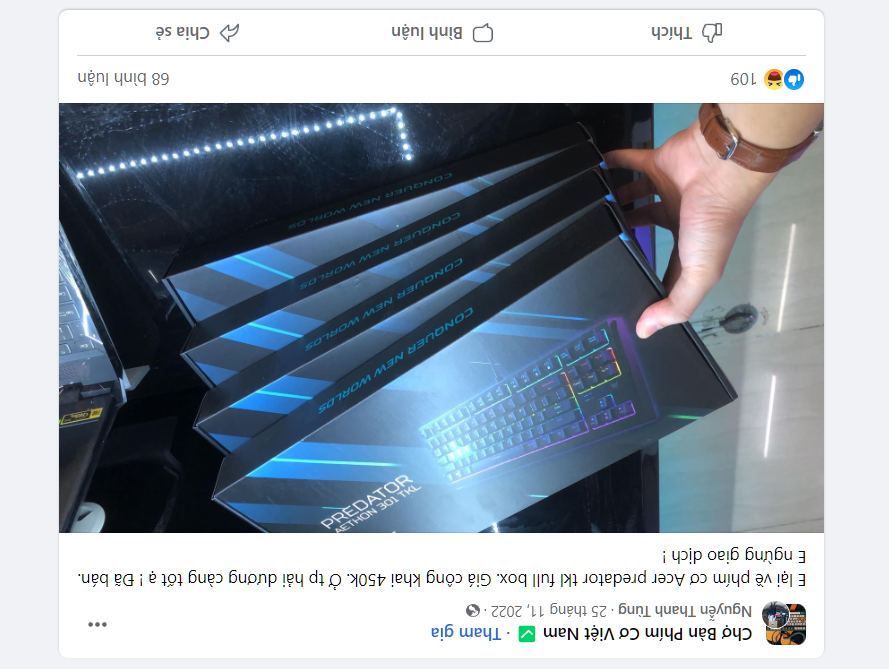 Chợ Bàn Phím Cơ Việt Nam · Tham gia
Nguyễn Thanh Tùng · 25 tháng 11, 2022 ·
E lại về phím cơ Acer predator tkl full box. Giá công khai 450k. Ở tp hải dương càng tốt ạ ! Đã bán.
E ngừng giao dịch !
PREDATOR
AETHON 301 TKL
CONQUER NEW WORLDS
CONQUER NEW WORLDS
CONQUER NEW WORLDS
CONQUER NEW WORLDS
109
68 bình luận
Thích
Bình luận
Chia sẻ